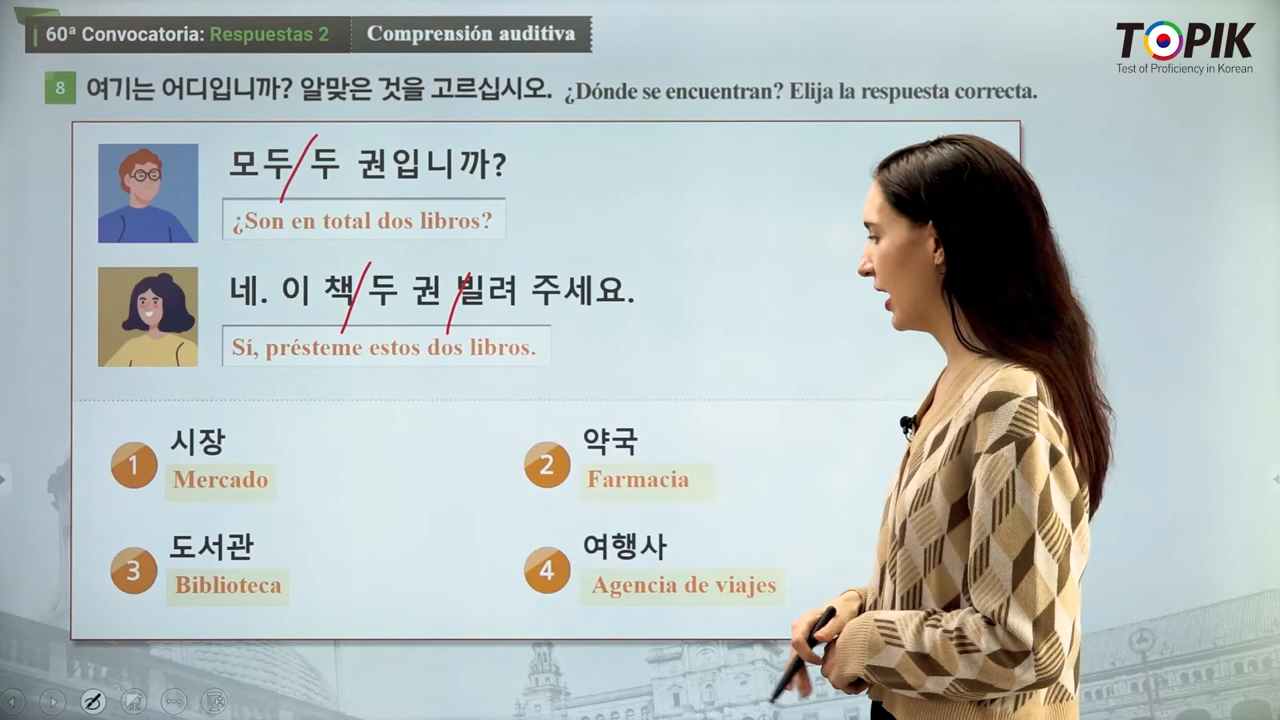 60ª Convocatoria: Respuestas 2 Comprensión auditiva
TOPIK
Test of Proficiency in Korean
8 여기는 어디입니까? 알맞은 것을 고르십시오. ¿Dónde se encuentran? Elija la respuesta correcta.
모두 두 권입니까?
¿Son en total dos libros?
네. 이 책 두 권 빌려 주세요.
Sí, présteme estos dos libros.
1 시장
Mercado
2 약국
Farmacia
3 도서관
Biblioteca
4 여행사
Agencia de viajes